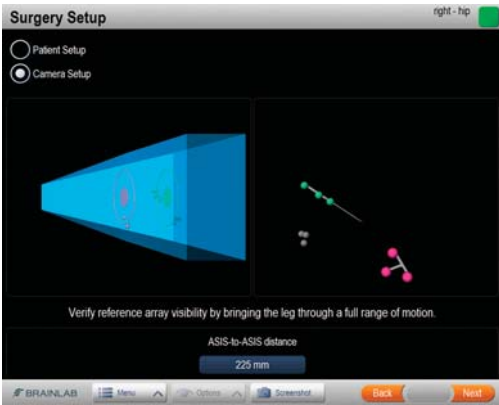 Surgery Setup
right - hip
Patient Setup
Camera Setup
Verify reference array visibility by bringing the leg through a full range of motion.
ASIS-to-ASIS distance
225 mm
BRAINLAB Menu Options Screenshot Back Next